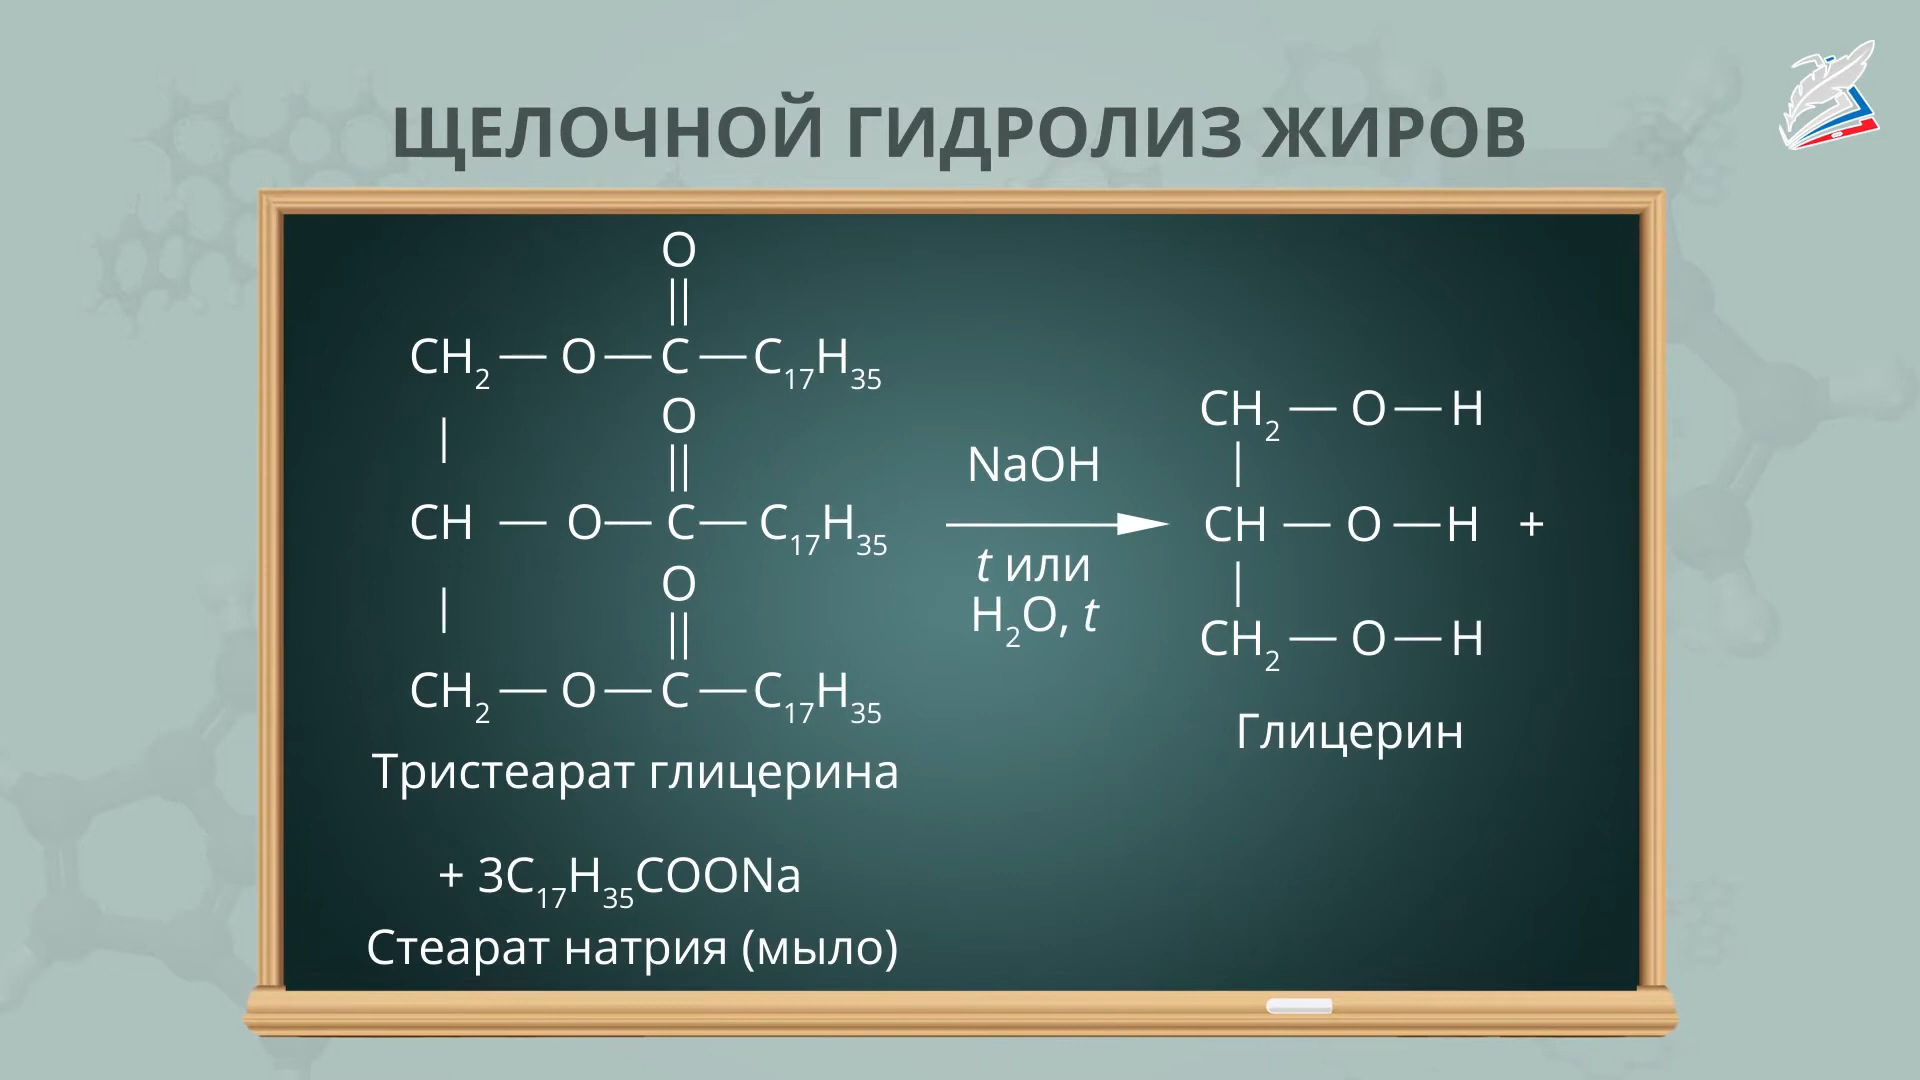 ЩЕЛОЧНОЙ ГИДРОЛИЗ ЖИРОВ
O
||
CH₂ — O — C — C₁₇H₃₅
| O
||
CH — O — C — C₁₇H₃₅
| O
||
CH₂ — O — C — C₁₇H₃₅
Тристеарат глицерина
NaOH
t или
H₂O, t
CH₂ — O — H
|
CH — O — H +
|
CH₂ — O — H
Глицерин
+ 3C₁₇H₃₅COONa
Стеарат натрия (мыло)